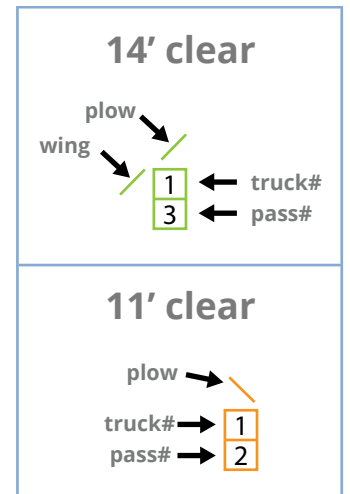 14’ clear
plow
wing
1 truck#
3 pass#
11’ clear
plow
truck# 1
pass# 2